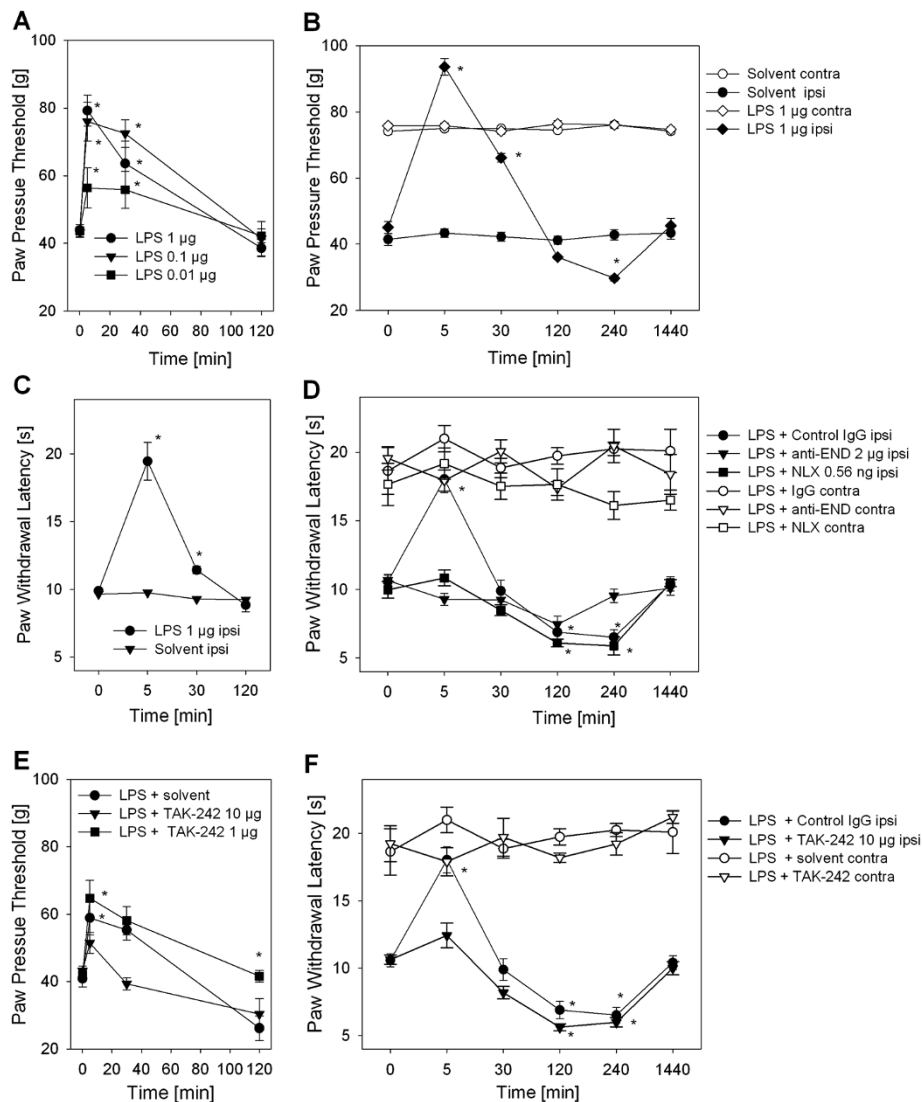 A
Paw Pressue Threshold [g]
100
80
60
40
20
* * * * * *
LPS 1 µg
LPS 0.1 µg
LPS 0.01 µg
0 20 40 60 80 100 120
Time [min]
B
Paw Pressure Threshold [g]
100
80
60
40
20
* * *
0 5 30 120 240 1440
Time [min]
Solvent contra
Solvent ipsi
LPS 1 µg contra
LPS 1 µg ipsi
C
Paw Withdrawal Latency [s]
20
15
10
5
* *
LPS 1 µg ipsi
Solvent ipsi
0 5 30 120
Time [min]
D
Paw Withdrawal Latency [s]
20
15
10
5
* * * * *
0 5 30 120 240 1440
Time [min]
LPS + Control IgG ipsi
LPS + anti-END 2 µg ipsi
LPS + NLX 0.56 ng ipsi
LPS + IgG contra
LPS + anti-END contra
LPS + NLX contra
E
Paw Pressue Threshold [g]
100
80
60
40
20
LPS + solvent
LPS + TAK-242 10 µg
LPS + TAK-242 1 µg
* * *
0 20 40 60 80 100 120
Time [min]
F
Paw Withdrawal Latency [s]
20
15
10
5
* * * * *
0 5 30 120 240 1440
Time [min]
LPS + Control IgG ipsi
LPS + TAK-242 10 µg ipsi
LPS + solvent contra
LPS + TAK-242 contra